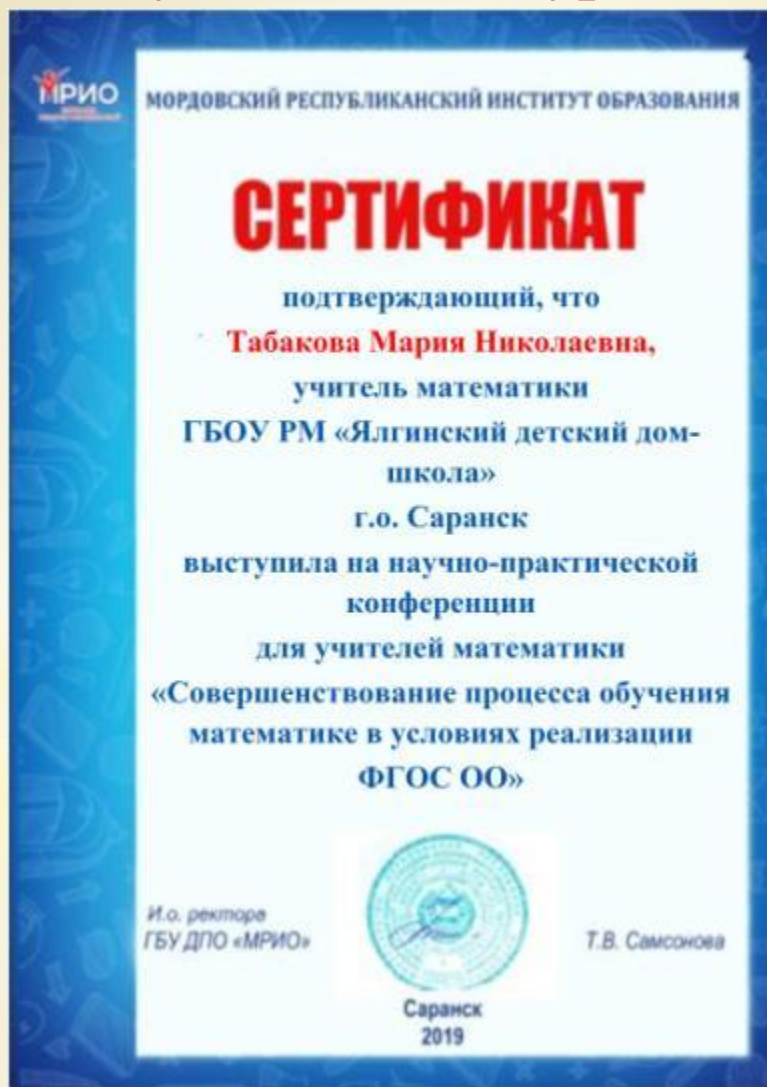 МРИО
МОРДОВСКИЙ РЕСПУБЛИКАНСКИЙ ИНСТИТУТ ОБРАЗОВАНИЯ
СЕРТИФИКАТ
подтверждающий, что
Табакова Мария Николаевна,
учитель математики
ГБОУ РМ «Ялгинский детский дом-
школа»
г.о. Саранск
выступила на научно-практической
конференции
для учителей математики
«Совершенствование процесса обучения
математике в условиях реализации
ФГОС ОО»
И.о. ректора
ГБУ ДПО «МРИО»
Т.В. Самсонова
Саранск
2019